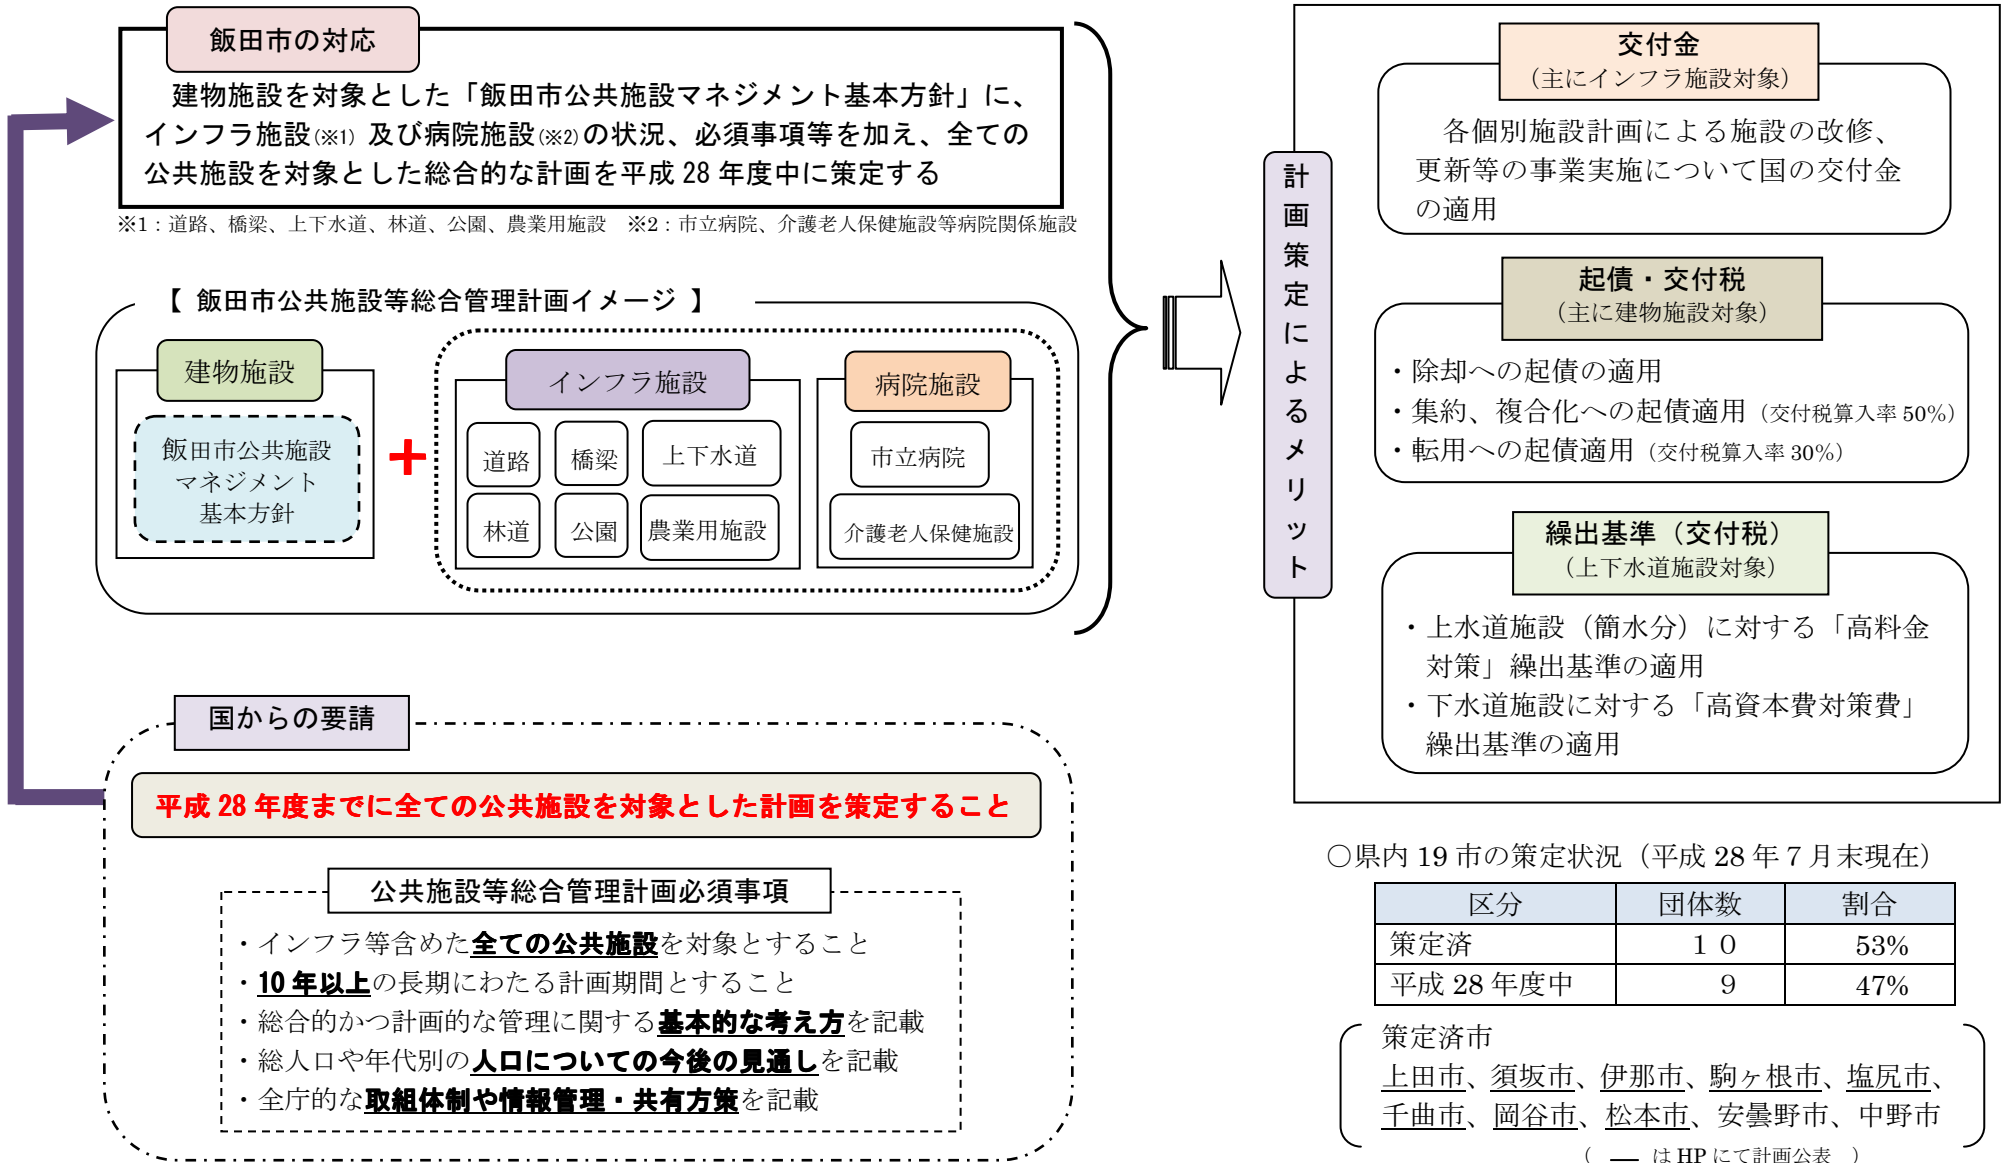 飯田市の対応
建物施設を対象とした「飯田市公共施設マネジメント基本方針」に、
インフラ施設(※1) 及び病院施設(※2)の状況、必須事項等を加え、全ての
公共施設を対象とした総合的な計画を平成 28 年度中に策定する
※1：道路、橋梁、上下水道、林道、公園、農業用施設　※2：市立病院、介護老人保健施設等病院関係施設
【 飯田市公共施設等総合管理計画イメージ 】
建物施設
飯田市公共施設
マネジメント
基本方針
+
インフラ施設
道路
橋梁
上下水道
林道
公園
農業用施設
病院施設
市立病院
介護老人保健施設
国からの要請
平成 28 年度までに全ての公共施設を対象とした計画を策定すること
公共施設等総合管理計画必須事項
・インフラ等含めた全ての公共施設を対象とすること
・10 年以上の長期にわたる計画期間とすること
・総合的かつ計画的な管理に関する基本的な考え方を記載
・総人口や年代別の人口についての今後の見通しを記載
・全庁的な取組体制や情報管理・共有方策を記載
計画策定によるメリット
交付金
（主にインフラ施設対象）
各個別施設計画による施設の改修、
更新等の事業実施について国の交付金
の適用
起債・交付税
（主に建物施設対象）
・除却への起債の適用
・集約、複合化への起債適用（交付税算入率 50%）
・転用への起債適用（交付税算入率 30%）
繰出基準（交付税）
（上下水道施設対象）
・上水道施設（簡水分）に対する「高料金
対策」繰出基準の適用
・下水道施設に対する「高資本費対策費」
繰出基準の適用
○県内 19 市の策定状況（平成 28 年７月末現在）
区分　団体数　割合
策定済　１０　53%
平成 28 年度中　９　47%
策定済市
上田市、須坂市、伊那市、駒ヶ根市、塩尻市、
千曲市、岡谷市、松本市、安曇野市、中野市
（　― は HP にて計画公表　）